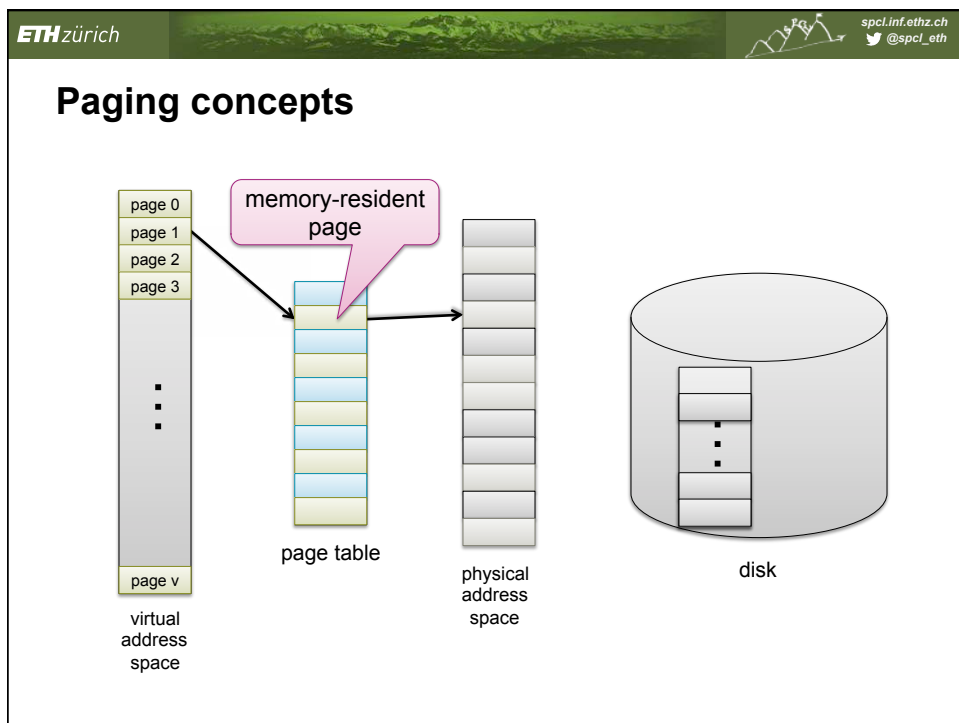 ETH zürich
spcl.inf.ethz.ch
@spcl_eth
Paging concepts
page 0
page 1
page 2
page 3
page v
virtual
address
space
memory-resident
page
page table
physical
address
space
disk